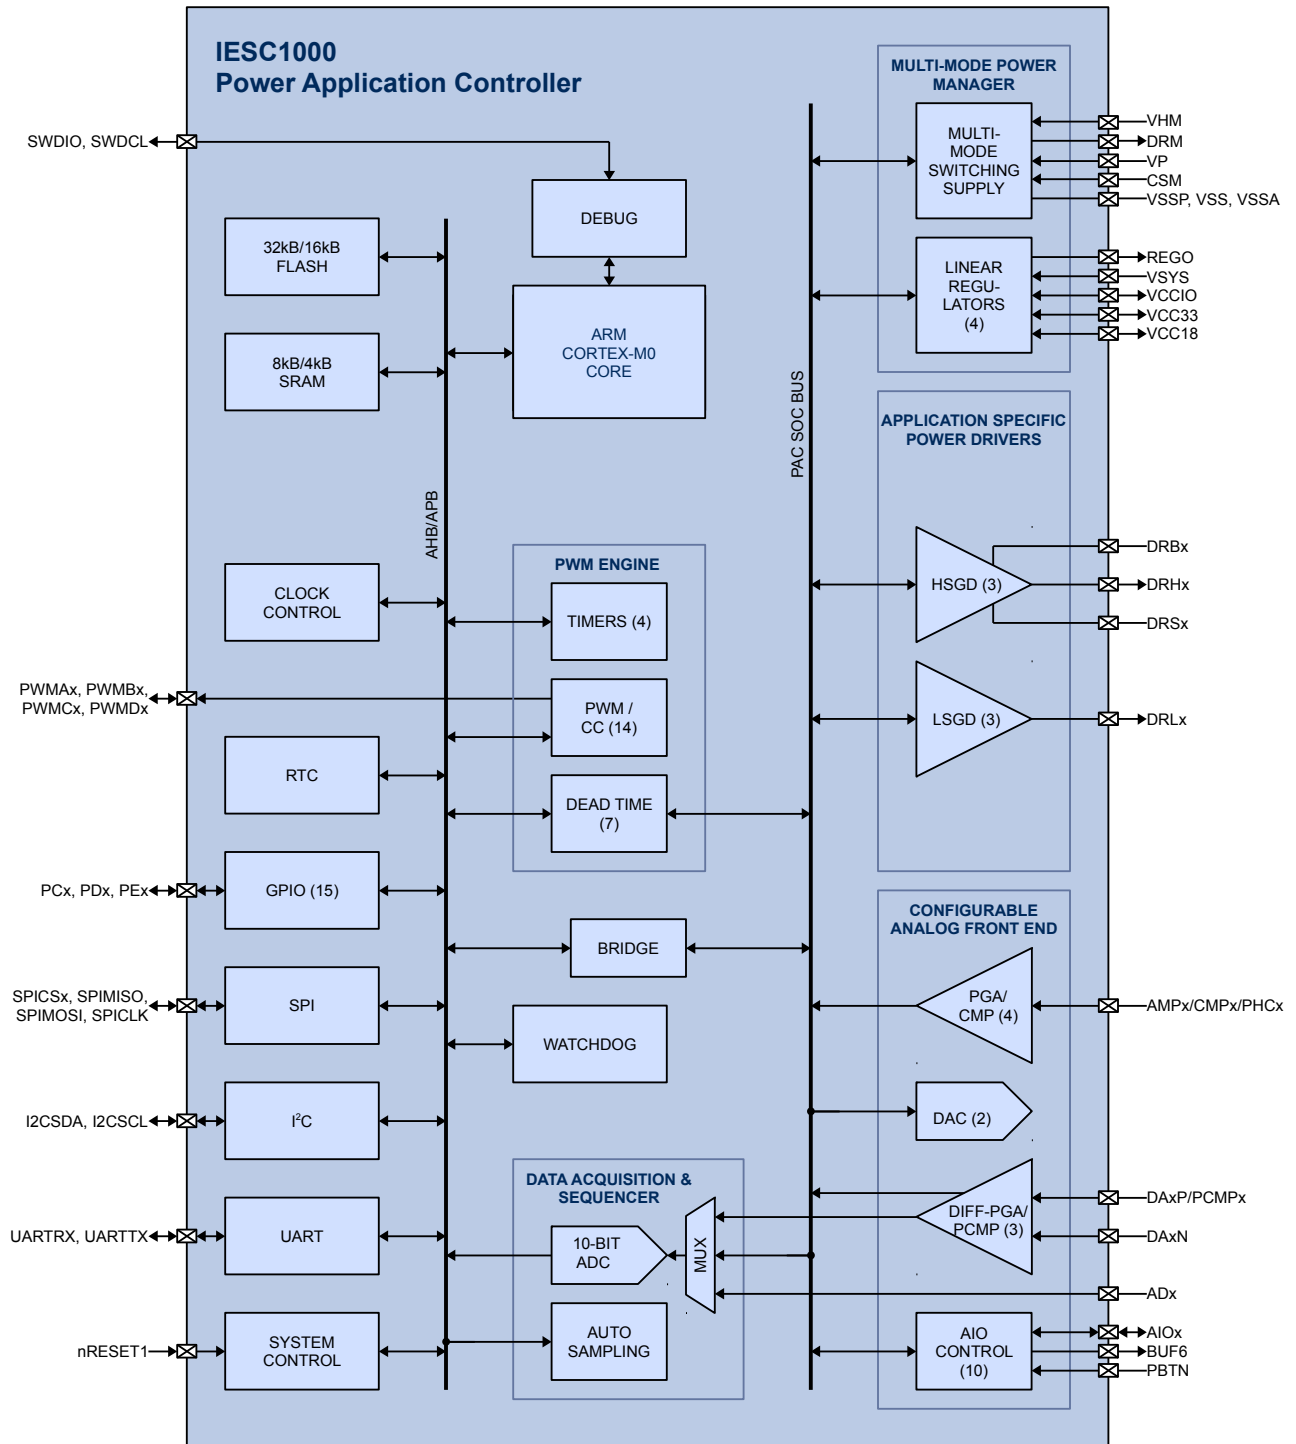 IESC1000
Power Application Controller
SWDIO, SWDCL
DEBUG
32kB/16kB
FLASH
ARM
CORTEX-M0
CORE
8kB/4kB
SRAM
AHB/APB
PAC SOC BUS
CLOCK
CONTROL
PWM ENGINE
TIMERS (4)
PWMAx, PWMBx,
PWMCx, PWMDx
PWM /
CC (14)
RTC
DEAD TIME
(7)
PCx, PDx, PEx
GPIO (15)
BRIDGE
SPICSx, SPIMISO,
SPIMOSI, SPICLK
SPI
WATCHDOG
I2CSDA, I2CSCL
I²C
DATA ACQUISITION &
SEQUENCER
UARTRX, UARTTX
UART
10-BIT
ADC
MUX
nRESET1
SYSTEM
CONTROL
AUTO
SAMPLING
MULTI-MODE POWER
MANAGER
MULTI-
MODE
SWITCHING
SUPPLY
VHM
DRM
VP
CSM
VSSP, VSS, VSSA
LINEAR
REGU-
LATORS
(4)
REGO
VSYS
VCCIO
VCC33
VCC18
APPLICATION SPECIFIC
POWER DRIVERS
HSGD (3)
DRBx
DRHx
DRSx
LSGD (3)
DRLx
CONFIGURABLE
ANALOG FRONT END
PGA/
CMP (4)
AMPx/CMPx/PHCx
DAC (2)
DIFF-PGA/
PCMP (3)
DAxP/PCMPx
DAxN
ADx
AIO
CONTROL
(10)
AIOx
BUF6
PBTN